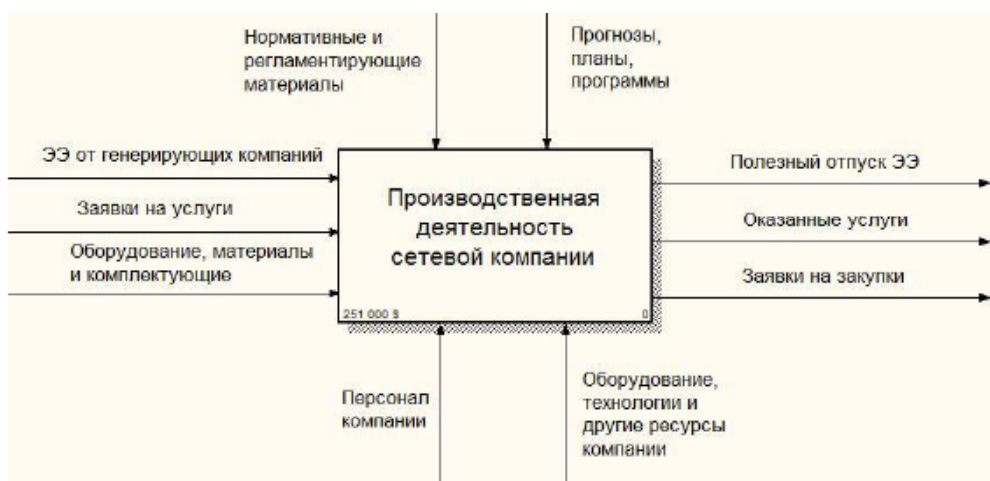 Нормативные и
регламентирующие
материалы
Прогнозы,
планы,
программы
ЭЭ от генерирующих компаний
Заявки на услуги
Оборудование, материалы
и комплектующие
Производственная
деятельность
сетевой компании
251 000 $
0
Полезный отпуск ЭЭ
Оказанные услуги
Заявки на закупки
Персонал
компании
Оборудование,
технологии и
другие ресурсы
компании